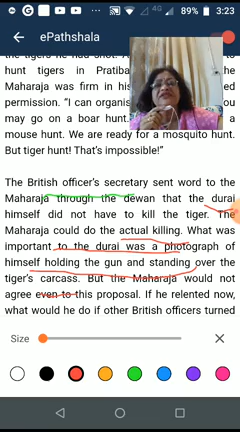 4G 89% 3:23
ePathshala
the tigers he had shot. A
hunt tigers in Pratiba he
Maharaja was firm in his ed
permission. “I can organis
may go on a boar hunt. a
mouse hunt. We are ready for a mosquito hunt.
But tiger hunt! That's impossible!”
The British officer's secretary sent word to the
Maharaja through the dewan that the durai
himself did not have to kill the tiger. The
Maharaja could do the actual killing. What was
important to the durai was a photograph of
himself holding the gun and standing over the
tiger's carcass. But the Maharaja would not
agree even to this proposal. If he relented now,
what would he do if other British officers turned
Size